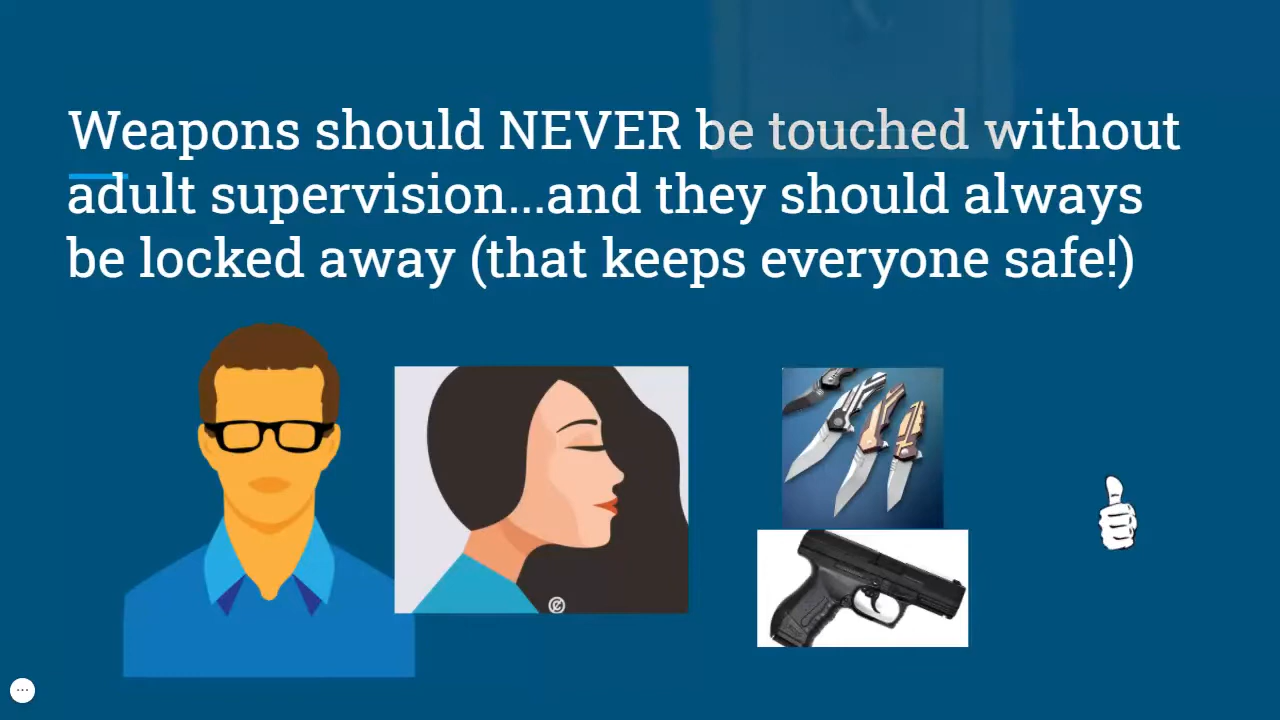 Weapons should NEVER be touched without
adult supervision...and they should always
be locked away (that keeps everyone safe!)